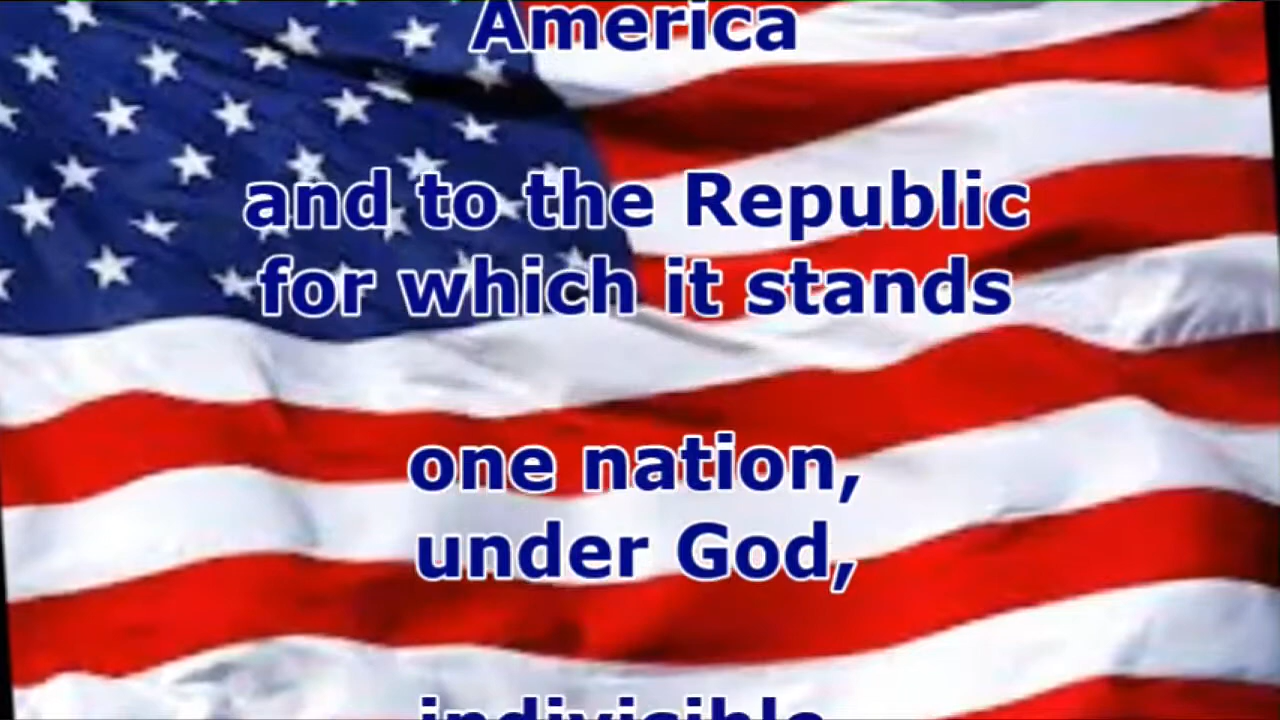 America
and to the Republic
for which it stands
one nation,
under God,
indivisible